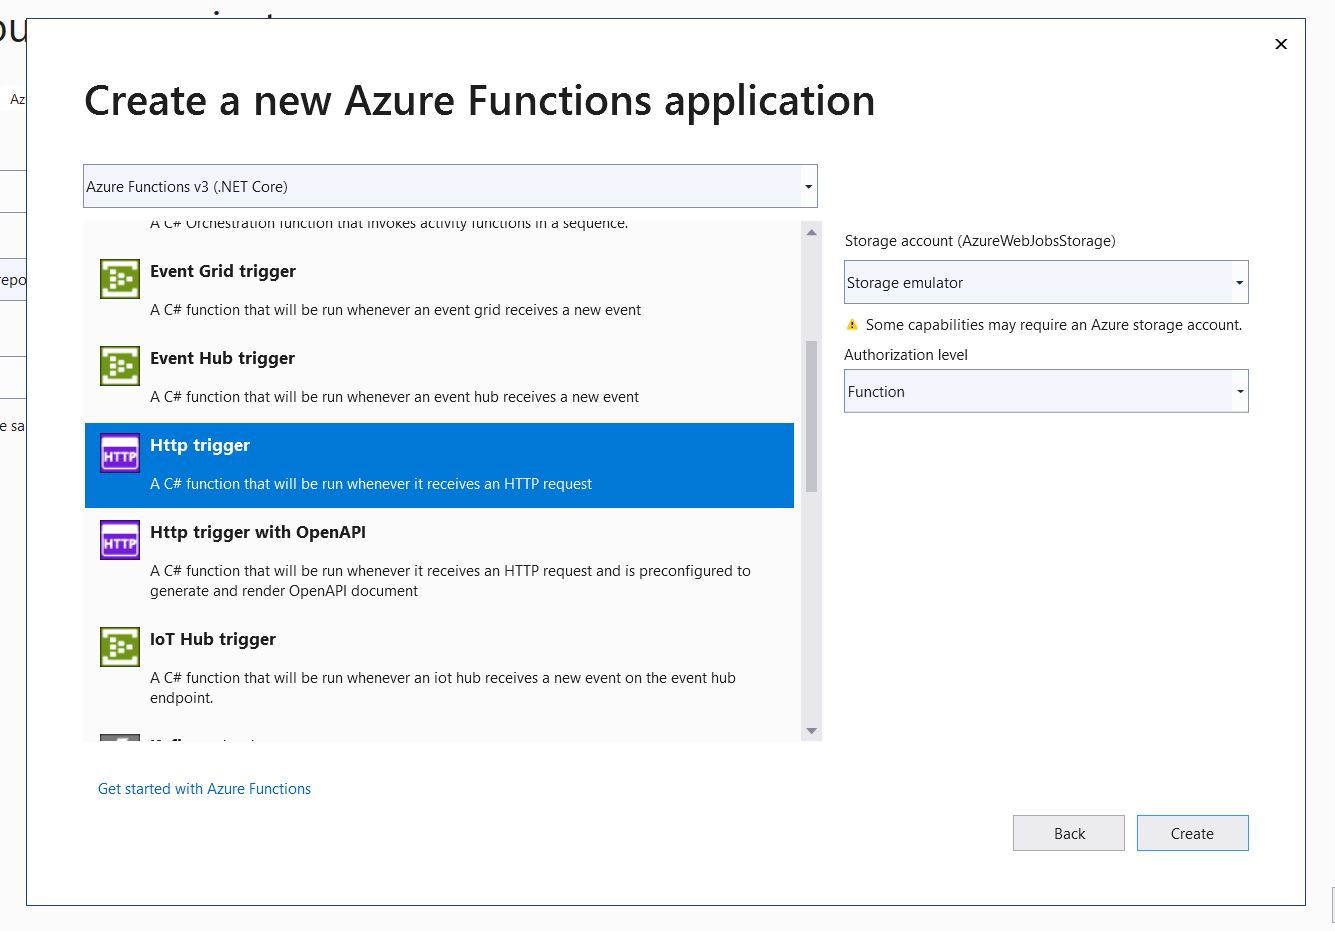 Az
repo
e sa
Create a new Azure Functions application
Azure Functions v3 (.NET Core)
A C# Orchestration function that invokes activity functions in a sequence.
Event Grid trigger
A C# function that will be run whenever an event grid receives a new event
Event Hub trigger
A C# function that will be run whenever an event hub receives a new event
HTTP
Http trigger
A C# function that will be run whenever it receives an HTTP request
HTTP
Http trigger with OpenAPI
A C# function that will be run whenever it receives an HTTP request and is preconfigured to
generate and render OpenAPI document
IoT Hub trigger
A C# function that will be run whenever an iot hub receives a new event on the event hub
endpoint.
Storage account (AzureWebJobsStorage)
Storage emulator
Some capabilities may require an Azure storage account.
Authorization level
Function
Get started with Azure Functions
Back
Create